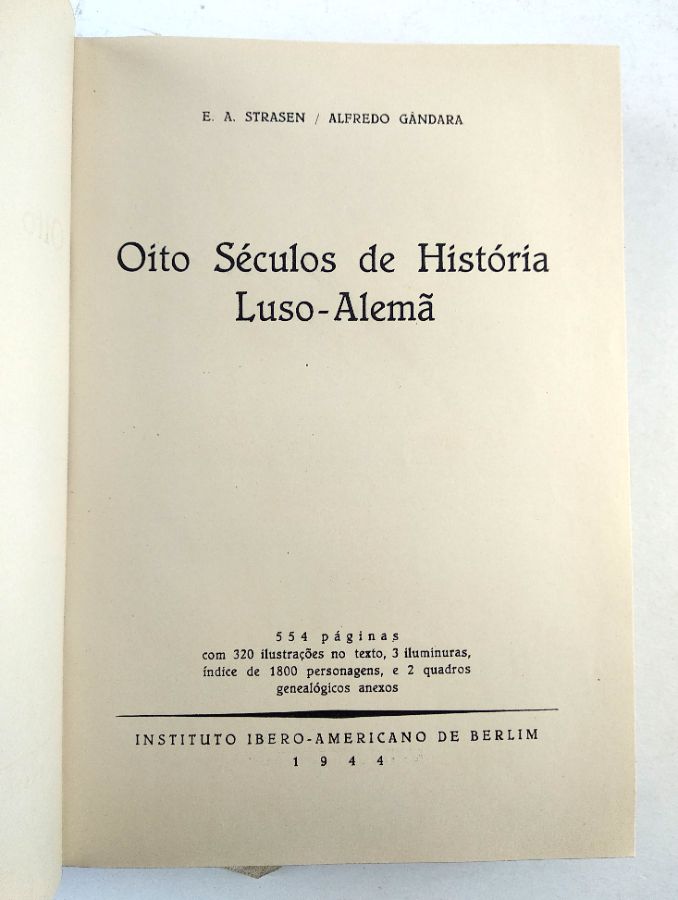 E. A. STRASEN / ALFREDO GÂNDARA
Oito Séculos de História
Luso-Alemã
554 páginas
com 320 ilustrações no texto, 3 iluminuras,
índice de 1800 personagens, e 2 quadros
genealógicos anexos
INSTITUTO IBERO-AMERICANO DE BERLIM
1944